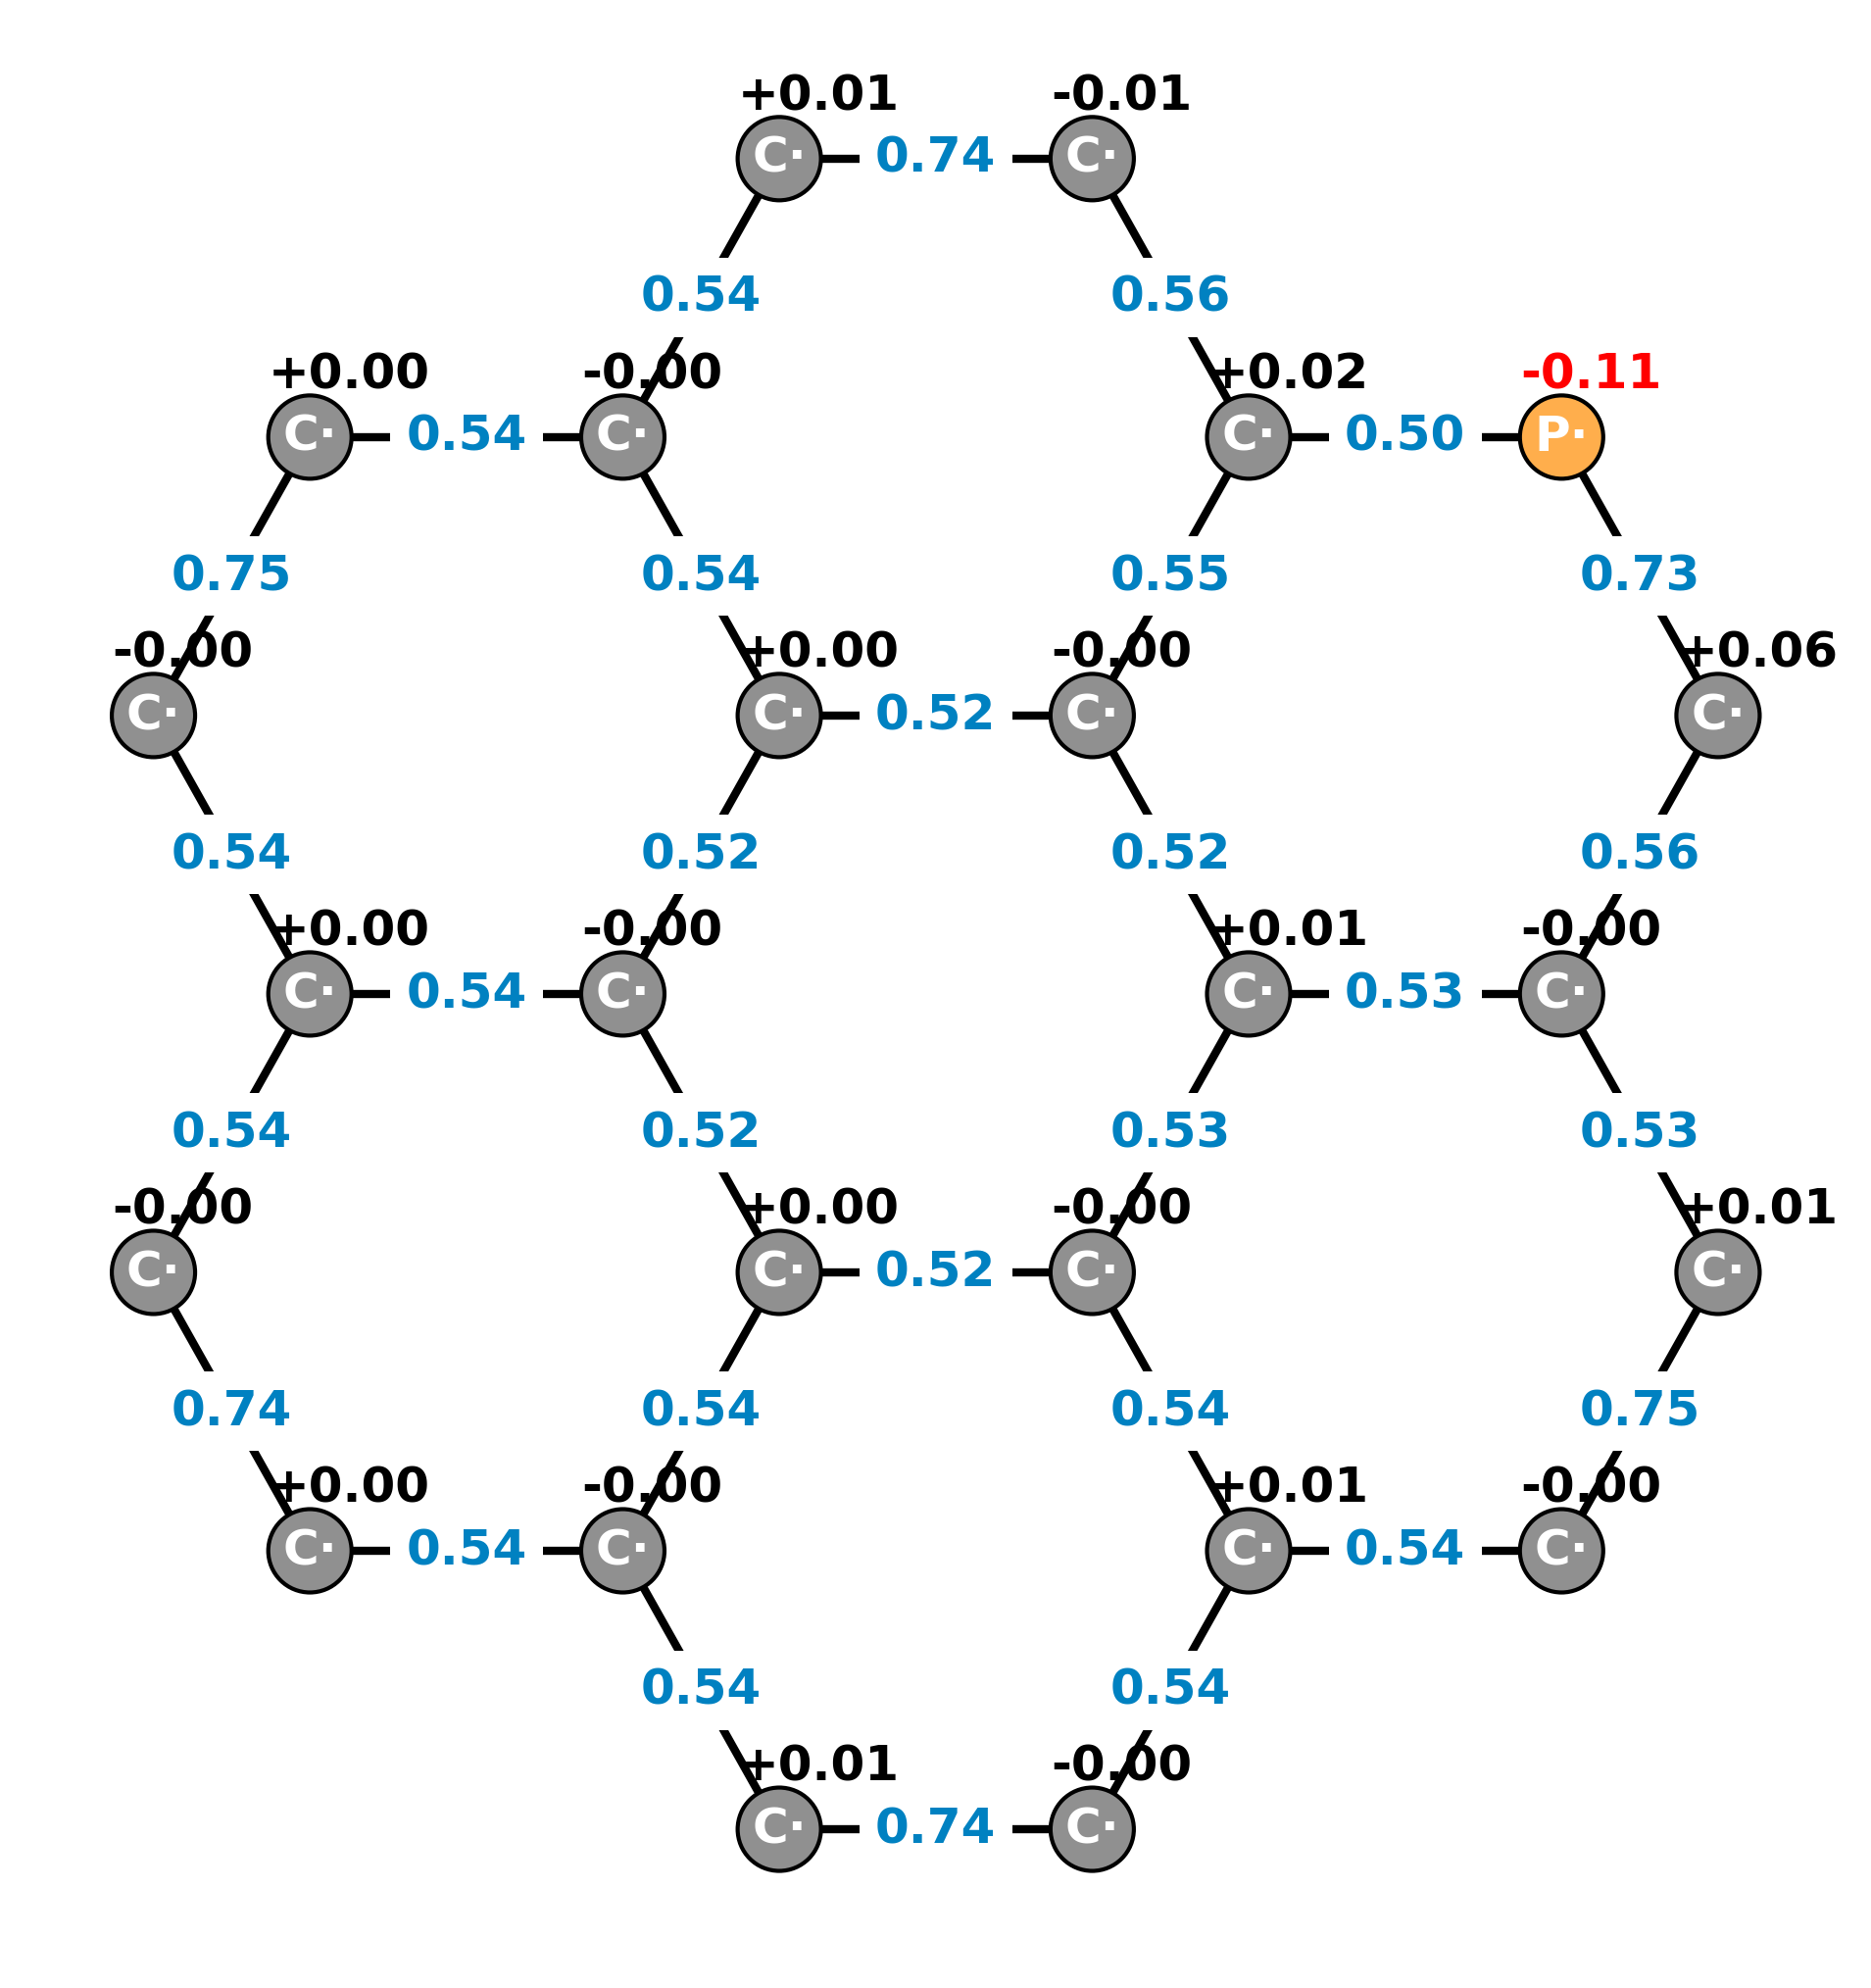 +0.01 -0.01
C· 0.74 C·
0.54 0.56
+0.00 -0.00 +0.02 -0.11
C· 0.54 C· C· 0.50 P·
0.75 0.54 0.55 0.73
-0.00 +0.00 -0.00 +0.06
C· C· 0.52 C· C·
0.54 0.52 0.52 0.56
+0.00 -0.00 +0.01 -0.00
C· 0.54 C· C· 0.53 C·
0.54 0.52 0.53 0.53
-0.00 +0.00 -0.00 +0.01
C· C· 0.52 C· C·
0.74 0.54 0.54 0.75
+0.00 -0.00 +0.01 -0.00
C· 0.54 C· C· 0.54 C·
0.54 0.54
+0.01 -0.00
C· 0.74 C·